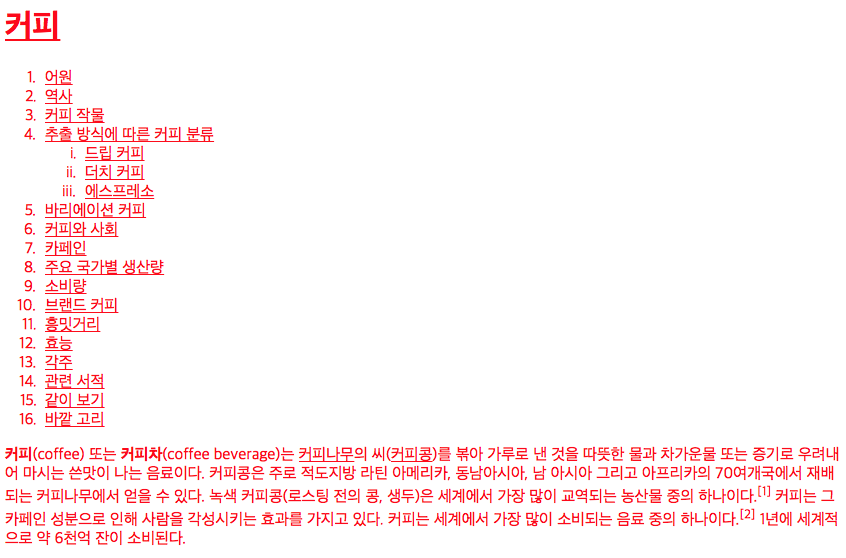 커피
1. 어원
2. 역사
3. 커피 작물
4. 추출 방식에 따른 커피 분류
i. 드립 커피
ii. 더치 커피
iii. 에스프레소
5. 바리에이션 커피
6. 커피와 사회
7. 카페인
8. 주요 국가별 생산량
9. 소비량
10. 브랜드 커피
11. 흥밋거리
12. 효능
13. 각주
14. 관련 서적
15. 같이 보기
16. 바깥 고리
커피(coffee) 또는 커피차(coffee beverage)는 커피나무의 씨(커피콩)를 볶아 가루로 낸 것을 따뜻한 물과 차가운물 또는 증기로 우려내
어 마시는 쓴맛이 나는 음료이다. 커피콩은 주로 적도지방 라틴 아메리카, 동남아시아, 남 아시아 그리고 아프리카의 70여개국에서 재배
되는 커피나무에서 얻을 수 있다. 녹색 커피콩(로스팅 전의 콩, 생두)은 세계에서 가장 많이 교역되는 농산물 중의 하나이다.[1] 커피는 그
카페인 성분으로 인해 사람을 각성시키는 효과를 가지고 있다. 커피는 세계에서 가장 많이 소비되는 음료 중의 하나이다.[2] 1년에 세계적
으로 약 6천억 잔이 소비된다.